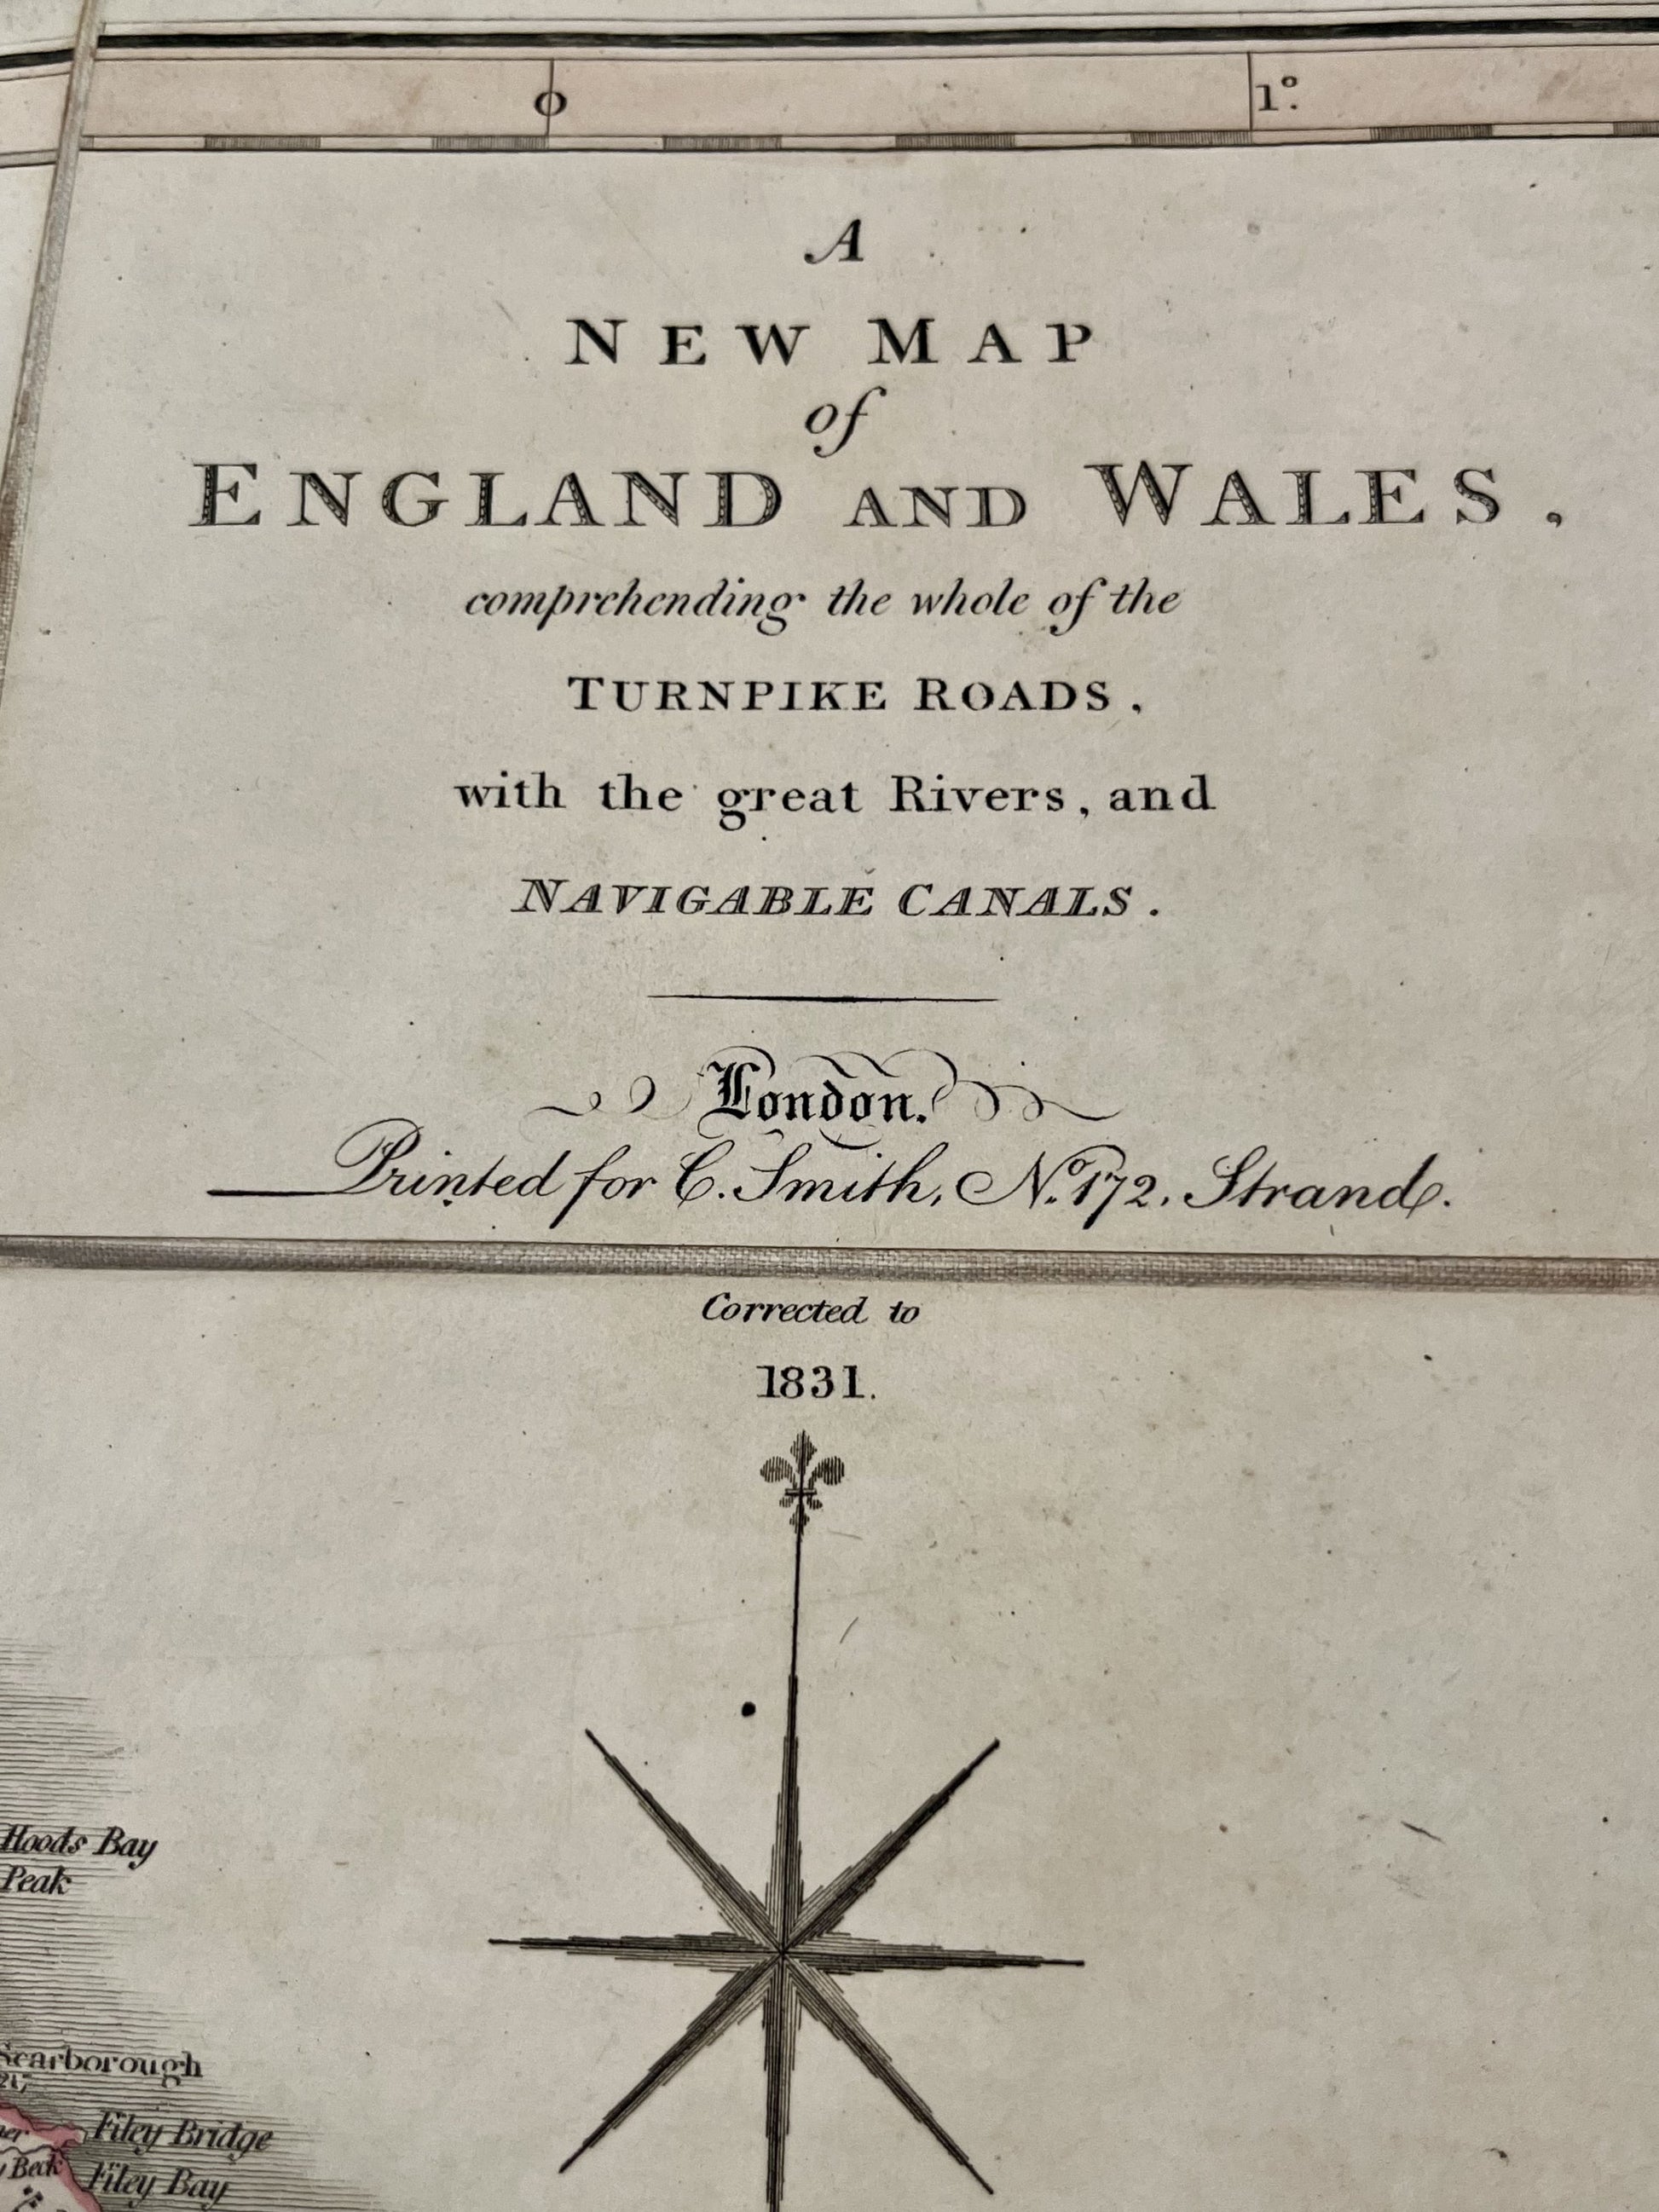 0 1°.
A
NEW MAP
of
ENGLAND AND WALES,
comprehending the whole of the
TURNPIKE ROADS,
with the great Rivers, and
NAVIGABLE CANALS.
London.
Printed for C. Smith, No. 172, Strand.
Corrected to
1831.
Hoods Bay
Peak
Scarborough
Filey Bridge
Beck
Filey Bay